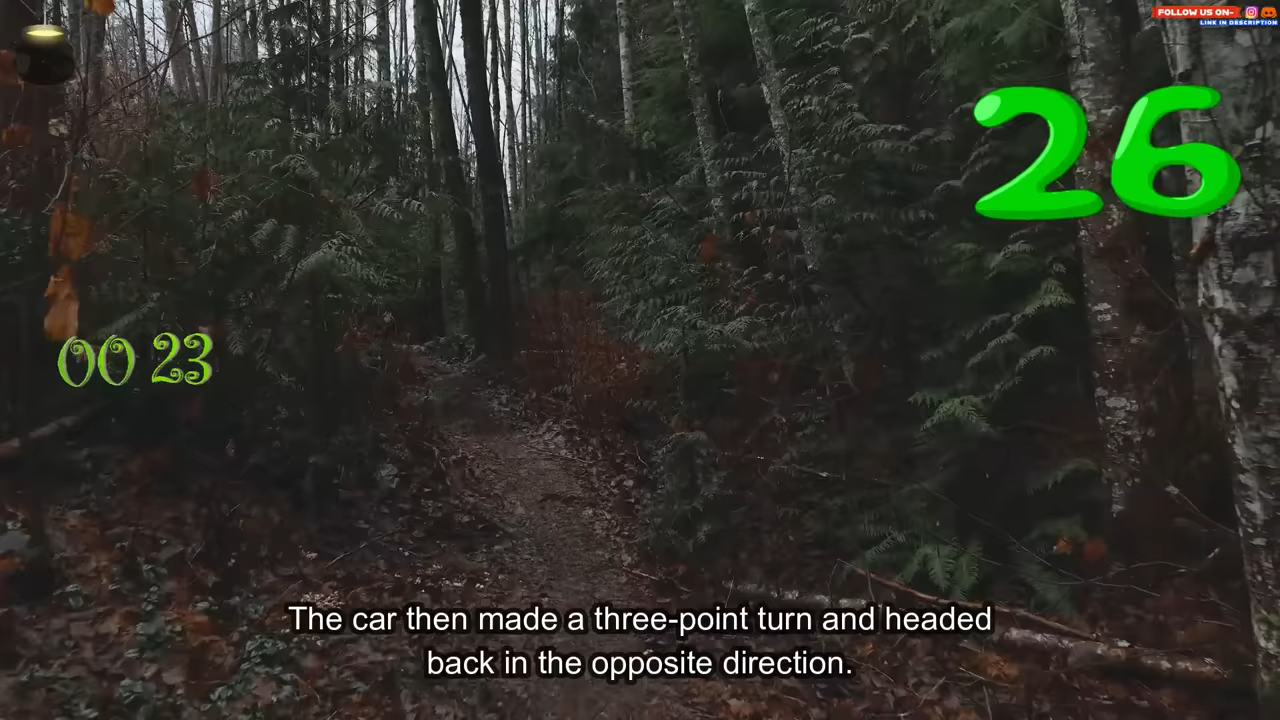 FOLLOW US ON-
LINK IN DESCRIPTION
26
00 23
The car then made a three-point turn and headed
back in the opposite direction.